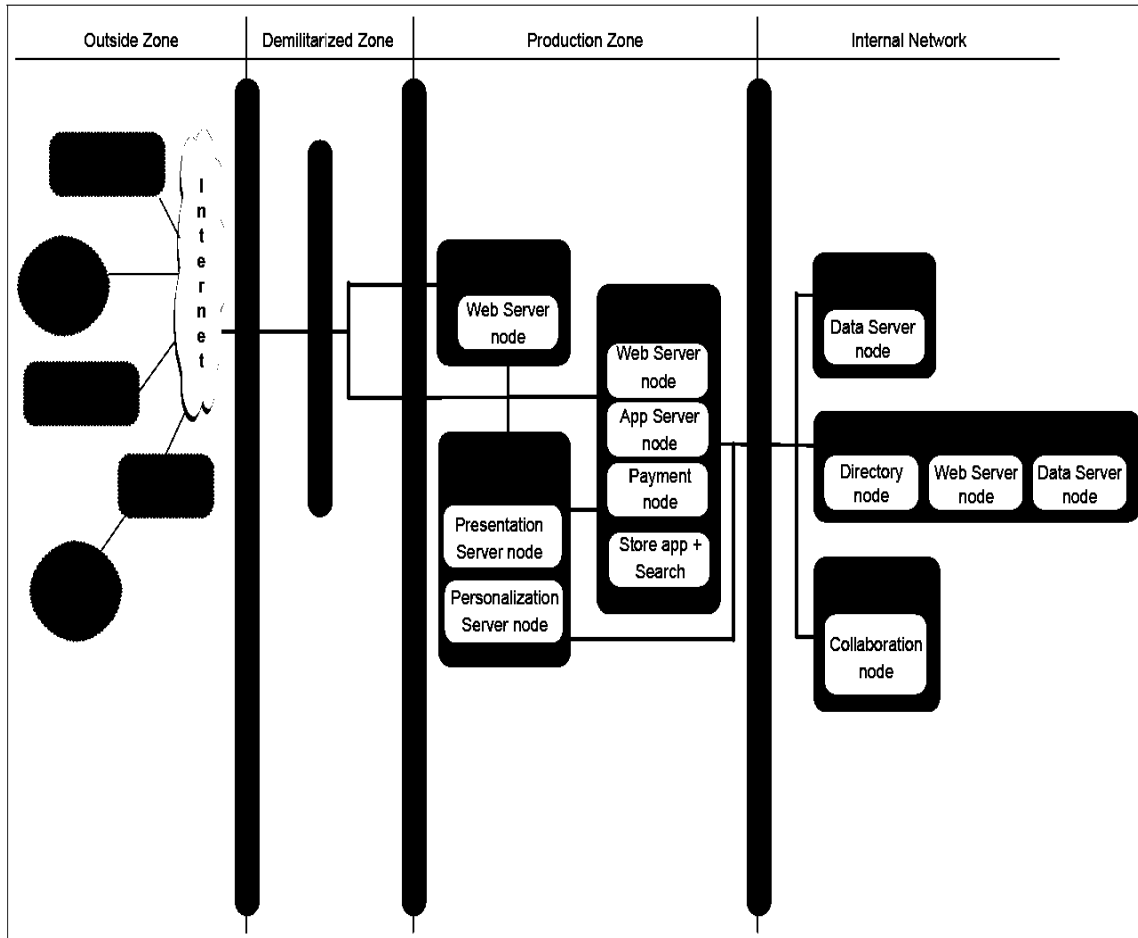 Outside Zone
Demilitarized Zone
Production Zone
Internal Network
Internet
Web Server
node
Web Server
node
App Server
node
Payment
node
Store app +
Search
Presentation
Server node
Personalization
Server node
Data Server
node
Directory
node
Web Server
node
Data Server
node
Collaboration
node